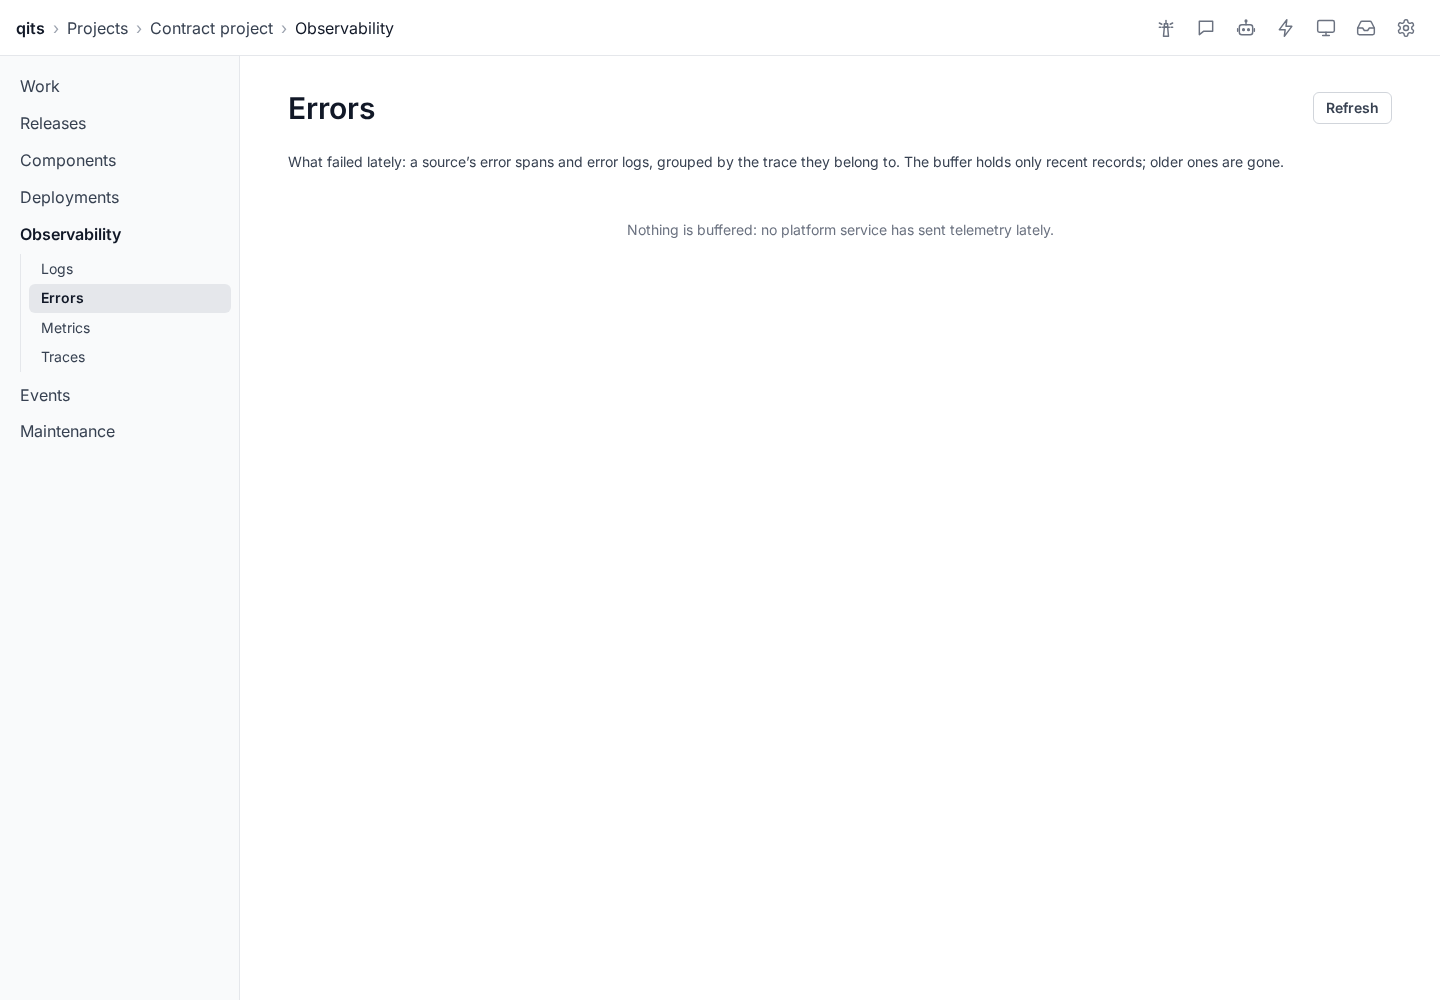 qits › Projects › Contract project › Observability
Work
Releases
Components
Deployments
Observability
Logs
Errors
Metrics
Traces
Events
Maintenance
Errors
Refresh
What failed lately: a source’s error spans and error logs, grouped by the trace they belong to. The buffer holds only recent records; older ones are gone.
Nothing is buffered: no platform service has sent telemetry lately.